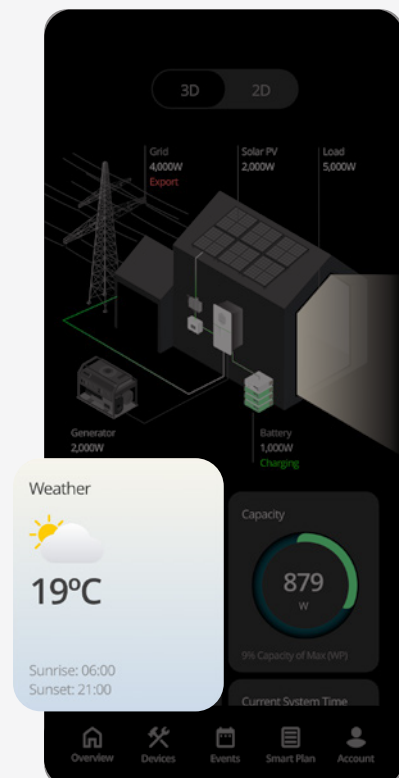 3D
2D
Grid
4,000W
Export
Solar PV
2,000W
Load
5,000W
Generator
2,000W
Battery
1,000W
Charging
Weather
19ºC
Sunrise: 06:00
Sunset: 21:00
Capacity
879
W
9% Capacity of Max (WP)
Current System Time
Overview
Devices
Events
Smart Plan
Account